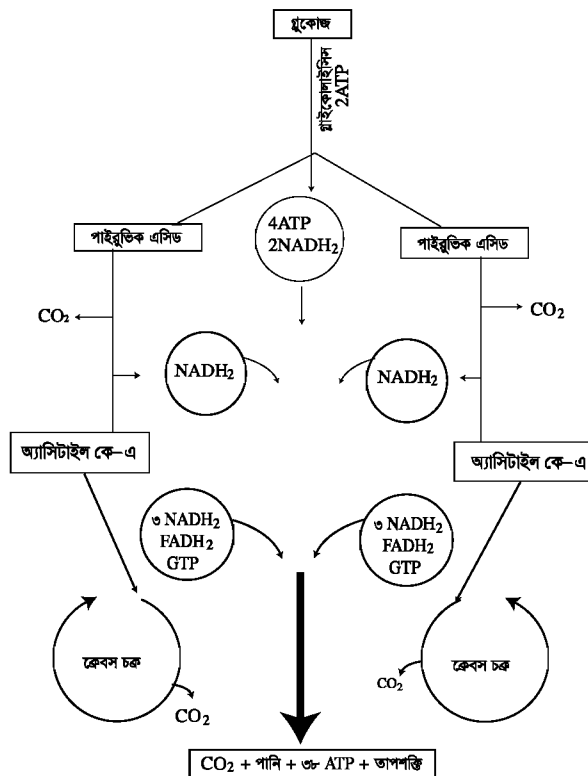 গ্লুকোজ
গ্লাইকোলাইসিস
2ATP
পাইরুভিক এসিড
4ATP
2NADH₂
পাইরুভিক এসিড
CO₂
CO₂
NADH₂
NADH₂
অ্যাসিটাইল কো-এ
অ্যাসিটাইল কো-এ
৩ NADH₂
FADH₂
GTP
৩ NADH₂
FADH₂
GTP
ক্রেবস চক্র
CO₂
ক্রেবস চক্র
CO₂
CO₂ + পানি + ৩৮ ATP + তাপশক্তি